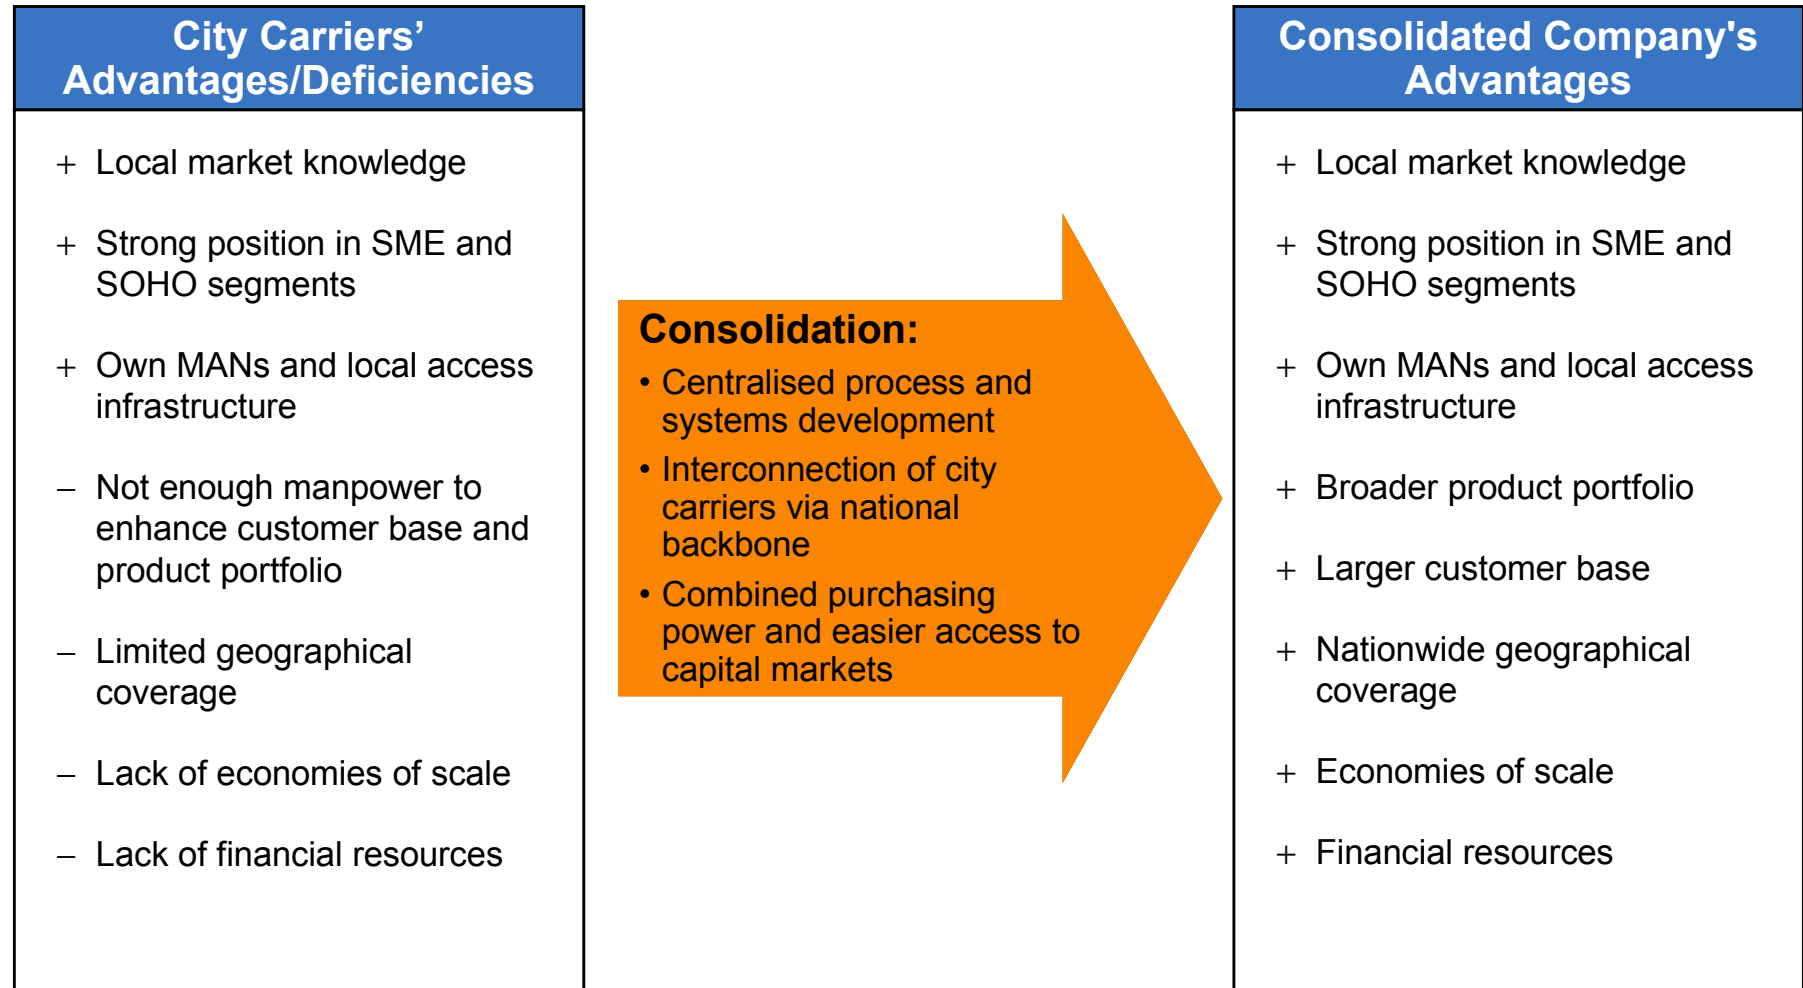 City Carriers’
Advantages/Deficiencies
+ Local market knowledge
+ Strong position in SME and
SOHO segments
+ Own MANs and local access
infrastructure
– Not enough manpower to
enhance customer base and
product portfolio
– Limited geographical
coverage
– Lack of economies of scale
– Lack of financial resources
Consolidation:
• Centralised process and
systems development
• Interconnection of city
carriers via national
backbone
• Combined purchasing
power and easier access to
capital markets
Consolidated Company's
Advantages
+ Local market knowledge
+ Strong position in SME and
SOHO segments
+ Own MANs and local access
infrastructure
+ Broader product portfolio
+ Larger customer base
+ Nationwide geographical
coverage
+ Economies of scale
+ Financial resources